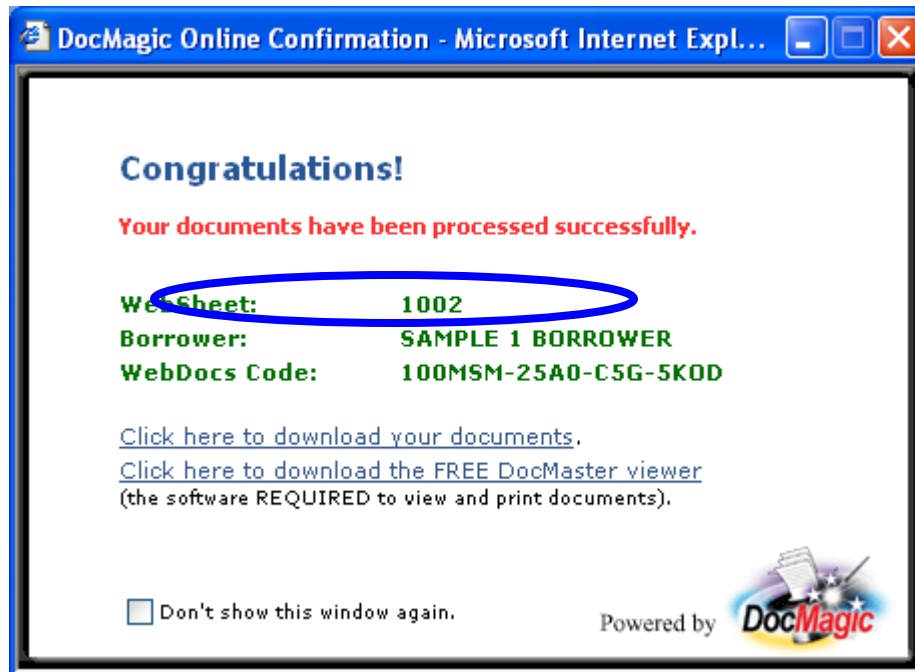 DocMagic Online Confirmation - Microsoft Internet Expl...
Congratulations!
Your documents have been processed successfully.
WebSheet: 1002
Borrower: SAMPLE 1 BORROWER
WebDocs Code: 100MSM-25A0-C5G-5KOD
Click here to download your documents.
Click here to download the FREE DocMaster viewer
(the software REQUIRED to view and print documents).
Don't show this window again.
Powered by DocMagic